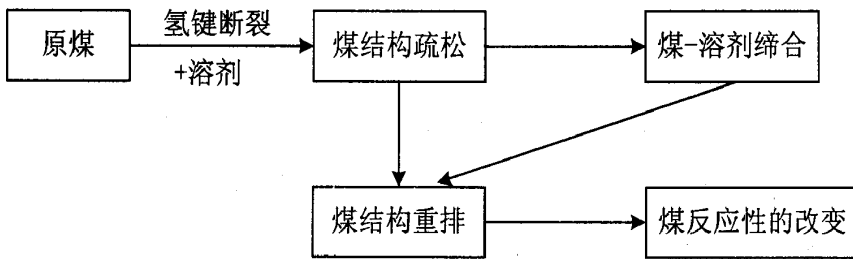 原煤
氢键断裂
+溶剂
煤结构疏松
煤-溶剂缔合
煤结构重排
煤反应性的改变